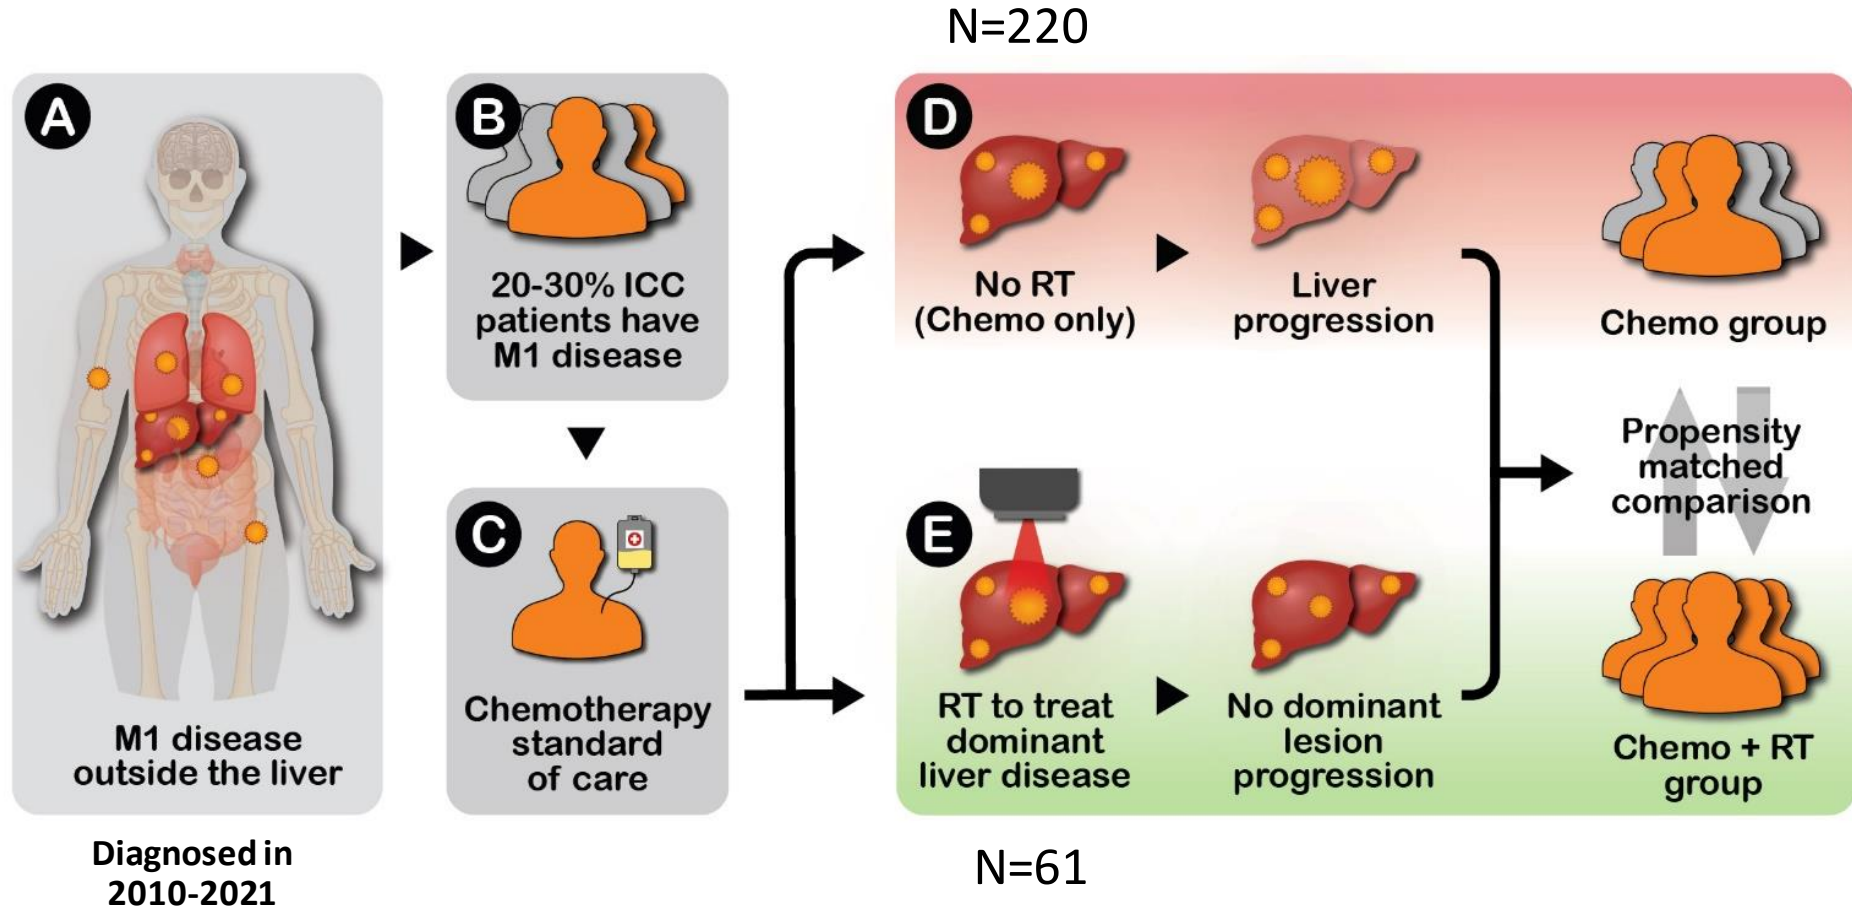 N=220
A
M1 disease
outside the liver
Diagnosed in
2010-2021
B
20-30% ICC
patients have
M1 disease
C
Chemotherapy
standard
of care
D
No RT
(Chemo only)
Liver
progression
Chemo group
Propensity
matched
comparison
E
RT to treat
dominant
liver disease
No dominant
lesion
progression
Chemo + RT
group
N=61